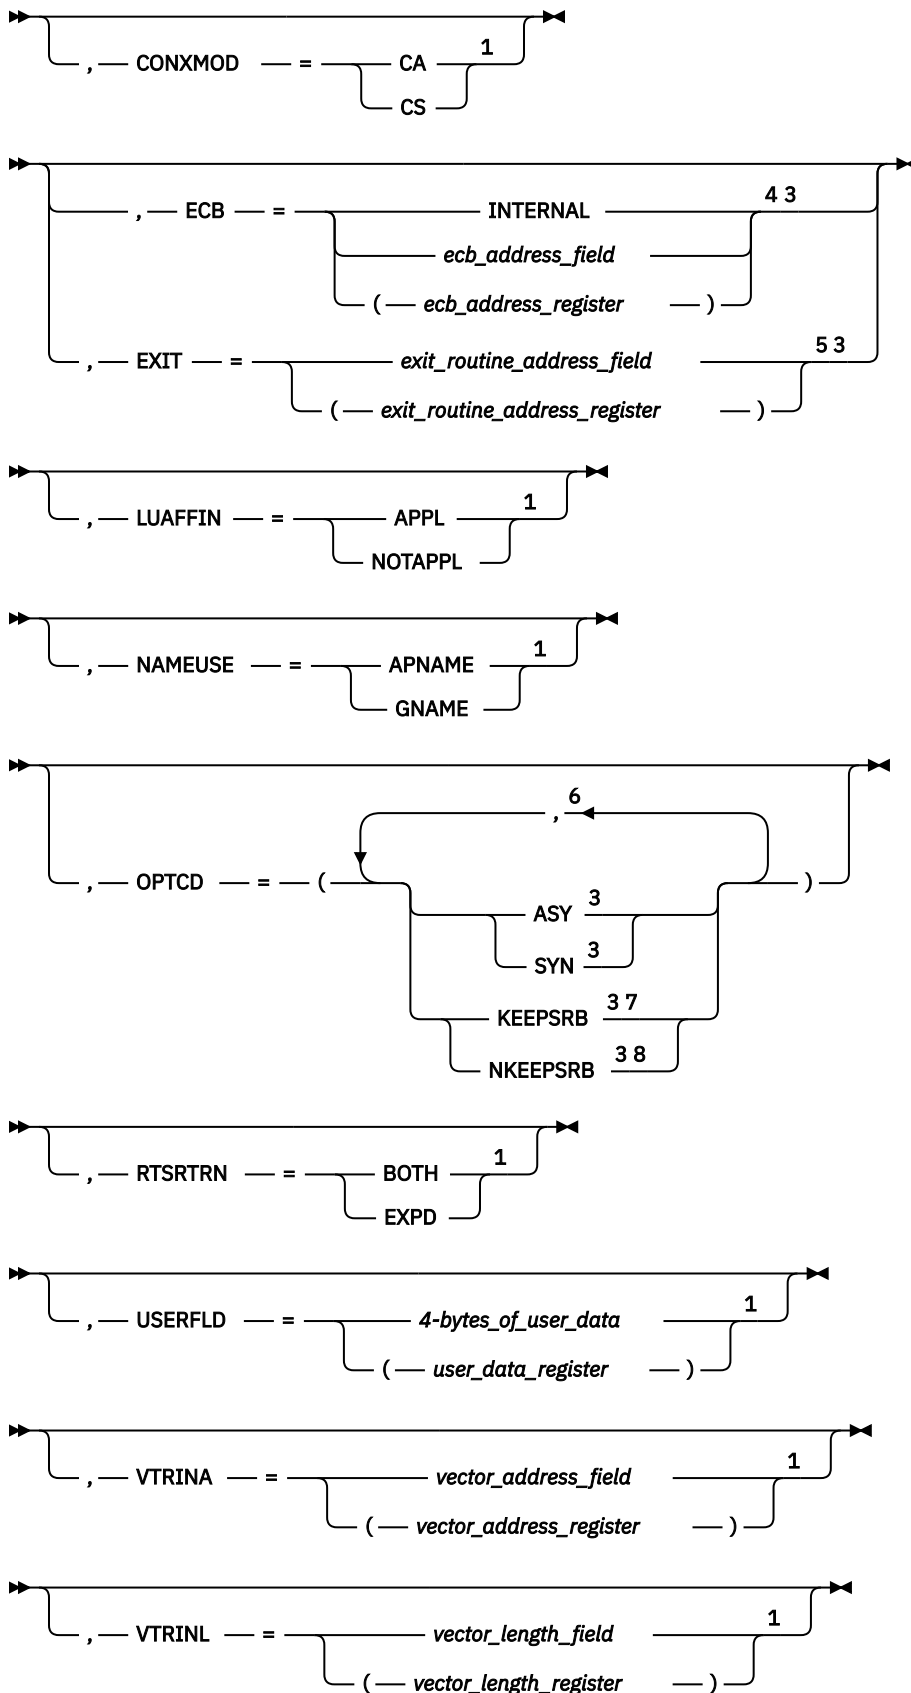 , CONXMOD = CA 1
CS
, ECB = INTERNAL 4 3
ecb_address_field
( ecb_address_register )
, EXIT = exit_routine_address_field 5 3
( exit_routine_address_register )
, LUAFFIN = APPL 1
NOTAPPL
, NAMEUSE = APNAME 1
GNAME
, 6
, OPTCD = ( )
ASY 3
SYN 3
KEEPSRB 3 7
NKEEPSRB 3 8
, RTSRTRN = BOTH 1
EXPD
, USERFLD = 4-bytes_of_user_data 1
( user_data_register )
, VTRINA = vector_address_field 1
( vector_address_register )
, VTRINL = vector_length_field 1
( vector_length_register )